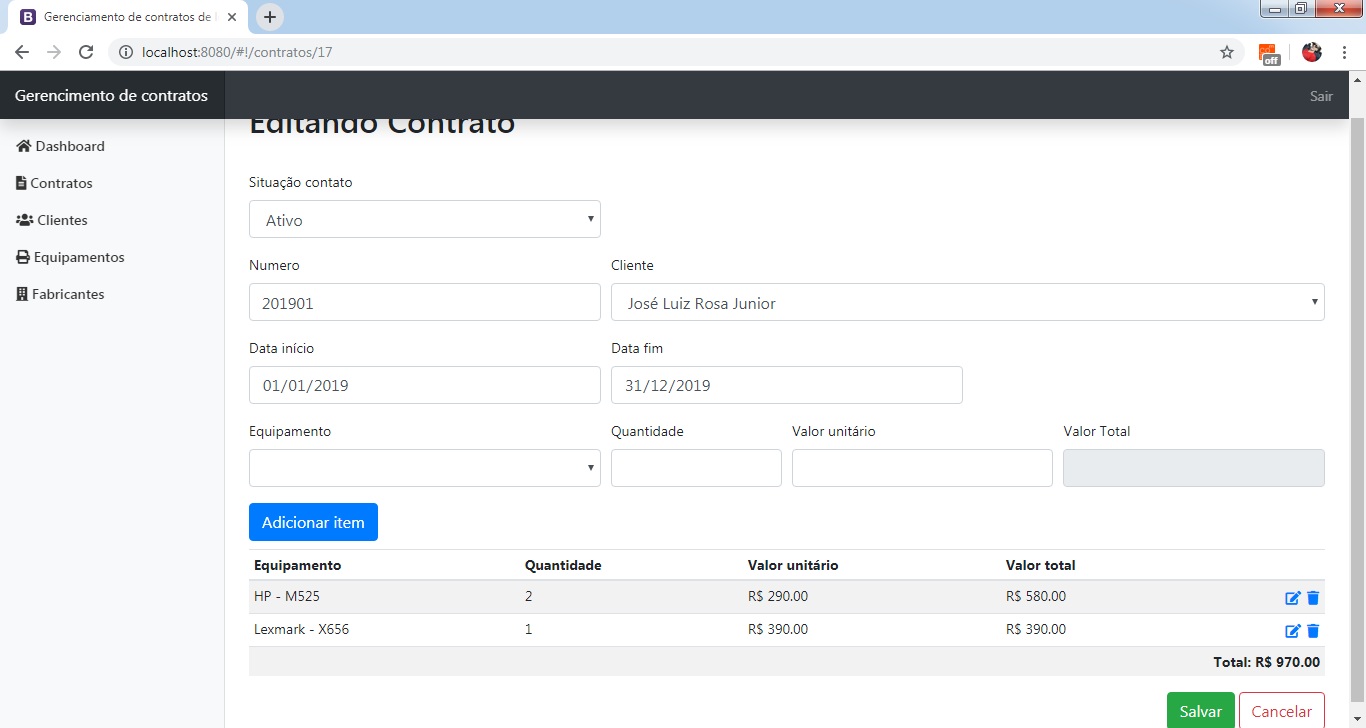 Gerenciamento de contratos de
localhost:8080/#!/contratos/17
off
Gerencimento de contratos
Sair
Dashboard
Contratos
Clientes
Equipamentos
Fabricantes
Editando Contrato
Situação contato
Ativo
Numero
Cliente
201901
José Luiz Rosa Junior
Data início
Data fim
01/01/2019
31/12/2019
Equipamento
Quantidade
Valor unitário
Valor Total
Adicionar item
Equipamento Quantidade Valor unitário Valor total
HP - M525 2 R$ 290.00 R$ 580.00
Lexmark - X656 1 R$ 390.00 R$ 390.00
Total: R$ 970.00
Salvar
Cancelar